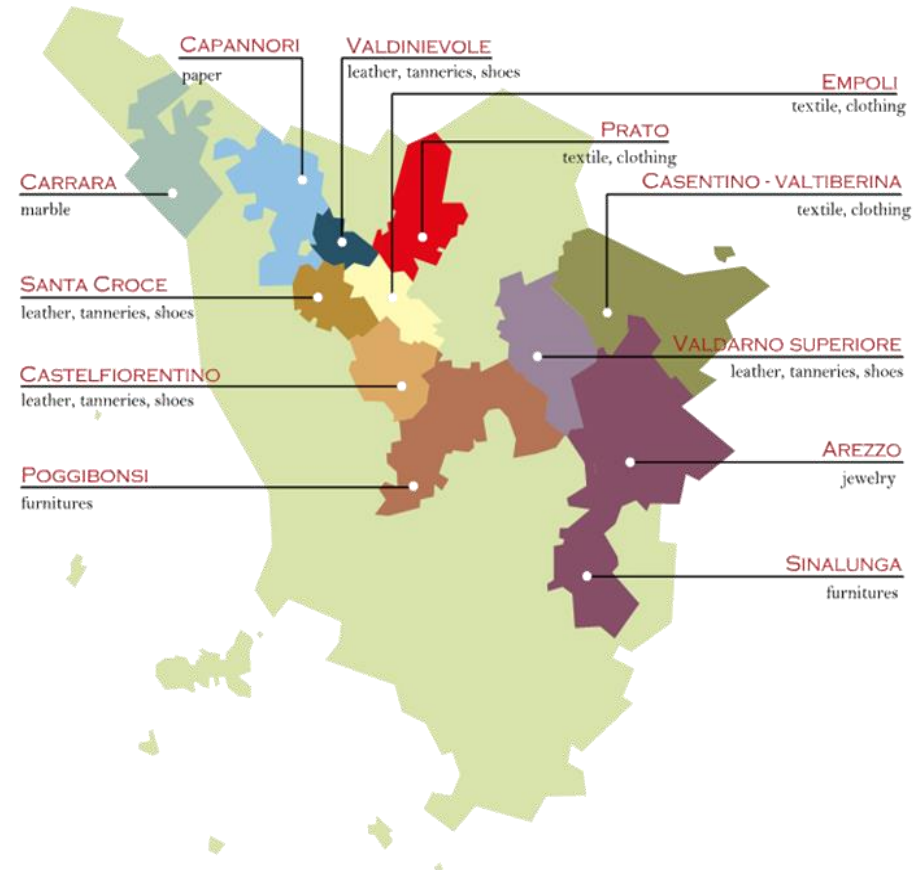 CAPANNORI
paper
VALDINIEVOLE
leather, tanneries, shoes
EMPOLI
textile, clothing
PRATO
textile, clothing
CARRARA
marble
CASENTINO - VALTIBERINA
textile, clothing
SANTA CROCE
leather, tanneries, shoes
VALDARNO SUPERIORE
leather, tanneries, shoes
CASTELFIORENTINO
leather, tanneries, shoes
AREZZO
jewelry
POGGIBONSI
furnitures
SINALUNGA
furnitures